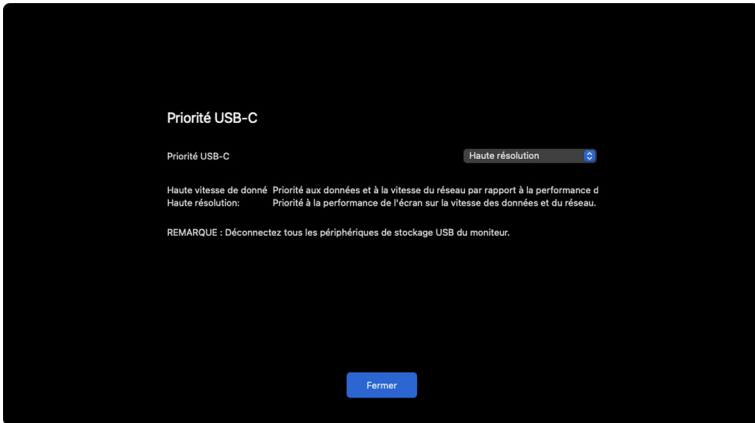 Priorité USB-C
Priorité USB-C Haute résolution
Haute vitesse de donné Priorité aux données et à la vitesse du réseau par rapport à la performance d
Haute résolution: Priorité à la performance de l'écran sur la vitesse des données et du réseau.
REMARQUE : Déconnectez tous les périphériques de stockage USB du moniteur.
Fermer